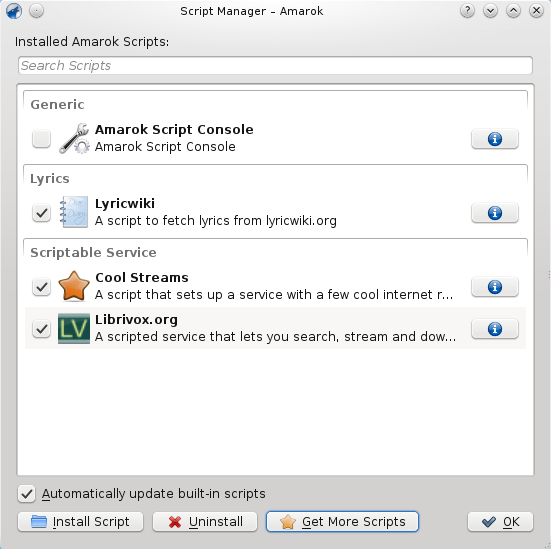 Script Manager – Amarok
Installed Amarok Scripts:
Search Scripts
Generic
Amarok Script Console
Amarok Script Console
Lyrics
Lyricwiki
A script to fetch lyrics from lyricwiki.org
Scriptable Service
Cool Streams
A script that sets up a service with a few cool internet r...
Librivox.org
LV
A scripted service that lets you search, stream and dow...
Automatically update built-in scripts
Install Script
Uninstall
Get More Scripts
OK